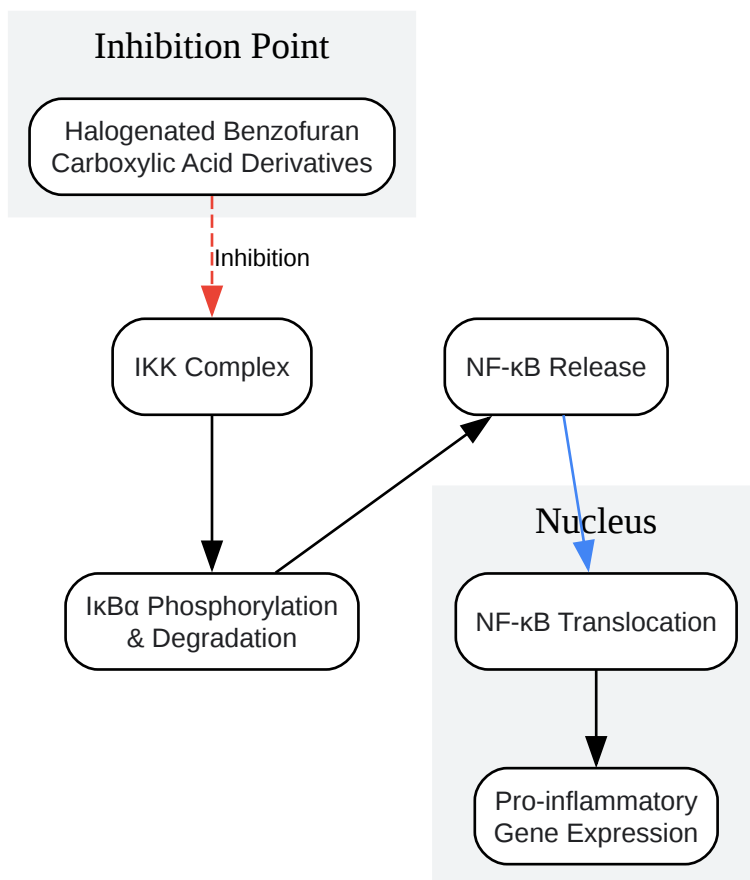 Inhibition Point
Halogenated Benzofuran
Carboxylic Acid Derivatives
Inhibition
IKK Complex
NF-κB Release
Nucleus
IκBα Phosphorylation
& Degradation
NF-κB Translocation
Pro-inflammatory
Gene Expression